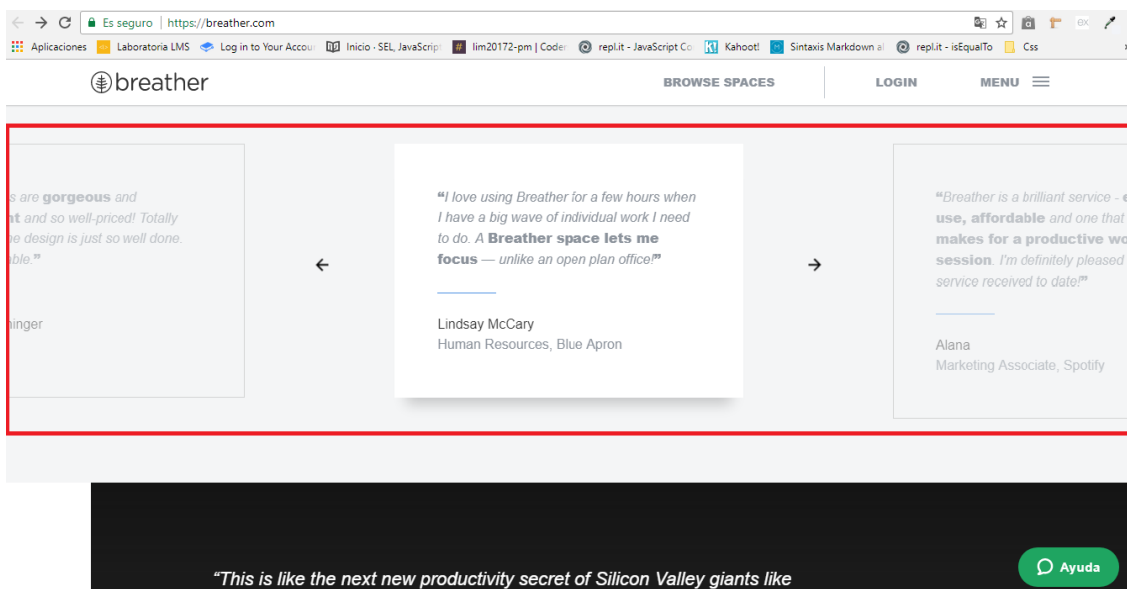 Es seguro | https://breather.com
Aplicaciones Laboratoria LMS Log in to Your Accou Inicio · SEL, JavaScrip lim20172-pm | Coder repl.it - JavaScript Co Kahoot! Sintaxis Markdown al repl.it - isEqualTo Css
breather BROWSE SPACES LOGIN MENU
s are gorgeous and
nt and so well-priced! Totally
he design is just so well done.
able.❞
ninger
❝I love using Breather for a few hours when
I have a big wave of individual work I need
to do. A Breather space lets me
focus — unlike an open plan office!❞
Lindsay McCary
Human Resources, Blue Apron
❝Breather is a brilliant service - e
use, affordable and one that
makes for a productive wo
session. I'm definitely pleased
service received to date!❞
Alana
Marketing Associate, Spotify
“This is like the next new productivity secret of Silicon Valley giants like
Ayuda